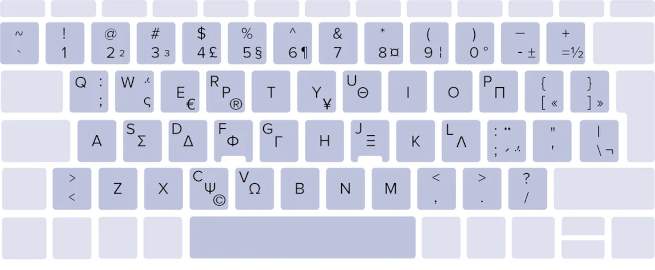 ~ ! @ # $ % ^ & * ( ) — +
` 1 2 2 3 3 4 £ 5 § 6 ¶ 7 8 ¤ 9 ¦ 0 ° - ± = ½
Q : ; W ΅ ς E € R Ρ ® Τ Υ ¥ U Θ Ι Ο P Π { [ « } ] »
Α S Σ D Δ F Φ G Γ Η J Ξ Κ L Λ : ¨ ; ΄ ΅ " ' | \ ¬
> < Ζ Χ C Ψ © V Ω Β Ν Μ < , > . ? /